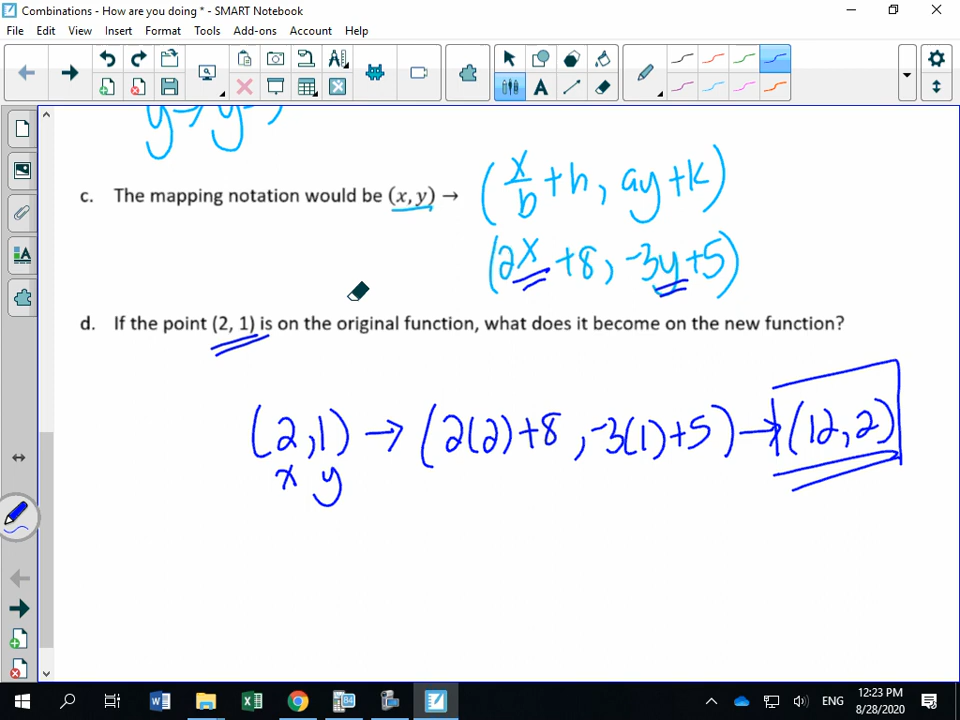 Combinations - How are you doing * - SMART Notebook
File Edit View Insert Format Tools Add-ons Account Help
c. The mapping notation would be (x, y) → (x/b + h, ay + k)
(2x + 8, -3y + 5)
d. If the point (2, 1) is on the original function, what does it become on the new function?
(2, 1) → (2(2) + 8, -3(1) + 5) → (12, 2)
x y
ENG
12:23 PM
8/28/2020